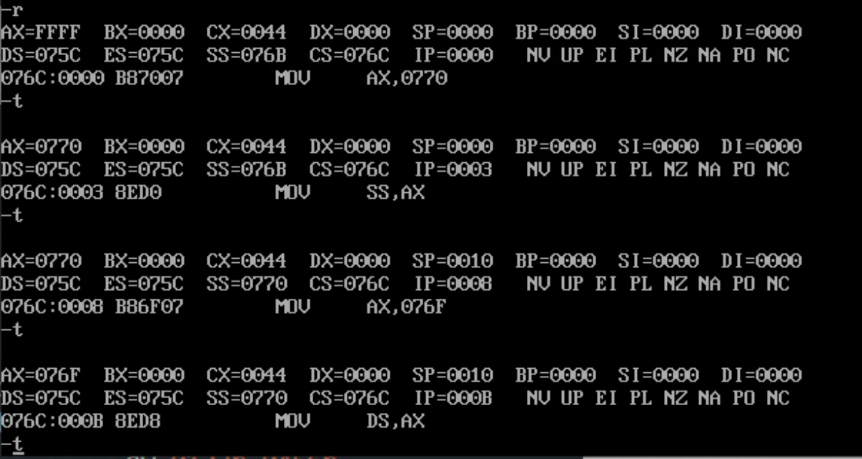 -r
AX=FFFF  BX=0000  CX=0044  DX=0000  SP=0000  BP=0000  SI=0000  DI=0000
DS=075C  ES=075C  SS=076B  CS=076C  IP=0000   NV UP EI PL NZ NA PO NC
076C:0000 B87007        MOV     AX,0770
-t
AX=0770  BX=0000  CX=0044  DX=0000  SP=0000  BP=0000  SI=0000  DI=0000
DS=075C  ES=075C  SS=076B  CS=076C  IP=0003   NV UP EI PL NZ NA PO NC
076C:0003 8ED0          MOV     SS,AX
-t
AX=0770  BX=0000  CX=0044  DX=0000  SP=0010  BP=0000  SI=0000  DI=0000
DS=075C  ES=075C  SS=0770  CS=076C  IP=0008   NV UP EI PL NZ NA PO NC
076C:0008 B86F07        MOV     AX,076F
-t
AX=076F  BX=0000  CX=0044  DX=0000  SP=0010  BP=0000  SI=0000  DI=0000
DS=075C  ES=075C  SS=0770  CS=076C  IP=000B   NV UP EI PL NZ NA PO NC
076C:000B 8ED8          MOV     DS,AX
-t